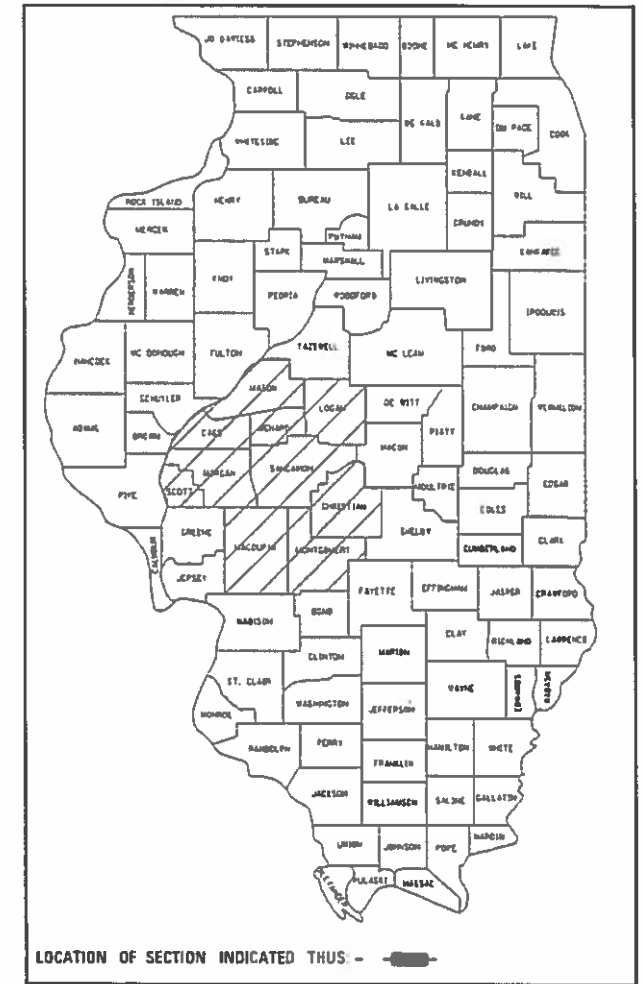 JO DAVIESS STEPHENSON WINNEBAGO BOONE MC HENRY LAKE
CARROLL OGLE DE KALB KANE DU PAGE COOK
WHITESIDE LEE KENDALL WILL
ROCK ISLAND HENRY BUREAU LA SALLE GRUNDY
MERCER PUTNAM KANKAKEE
STARK MARSHALL
HENDERSON WARREN KNOX PEORIA WOODFORD LIVINGSTON IROQUOIS
HANCOCK MC DONOUGH FULTON TAZEWELL MC LEAN FORD
MASON
SCHUYLER LOGAN DE WITT CHAMPAIGN VERMILION
ADAMS BROWN CASS MENARD MACON PIATT
MORGAN SANGAMON DOUGLAS EDGAR
PIKE SCOTT CHRISTIAN MOULTRIE COLES
GREENE MACOUPIN MONTGOMERY SHELBY CUMBERLAND CLARK
CALHOUN JERSEY
FAYETTE EFFINGHAM JASPER CRAWFORD
MADISON BOND CLAY RICHLAND LAWRENCE
CLINTON MARION
ST. CLAIR WAYNE EDWARDS WABASH
MONROE WASHINGTON JEFFERSON
RANDOLPH PERRY HAMILTON WHITE
FRANKLIN
JACKSON WILLIAMSON SALINE GALLATIN
UNION JOHNSON POPE HARDIN
ALEXANDER PULASKI MASSAC
LOCATION OF SECTION INDICATED THUS: -